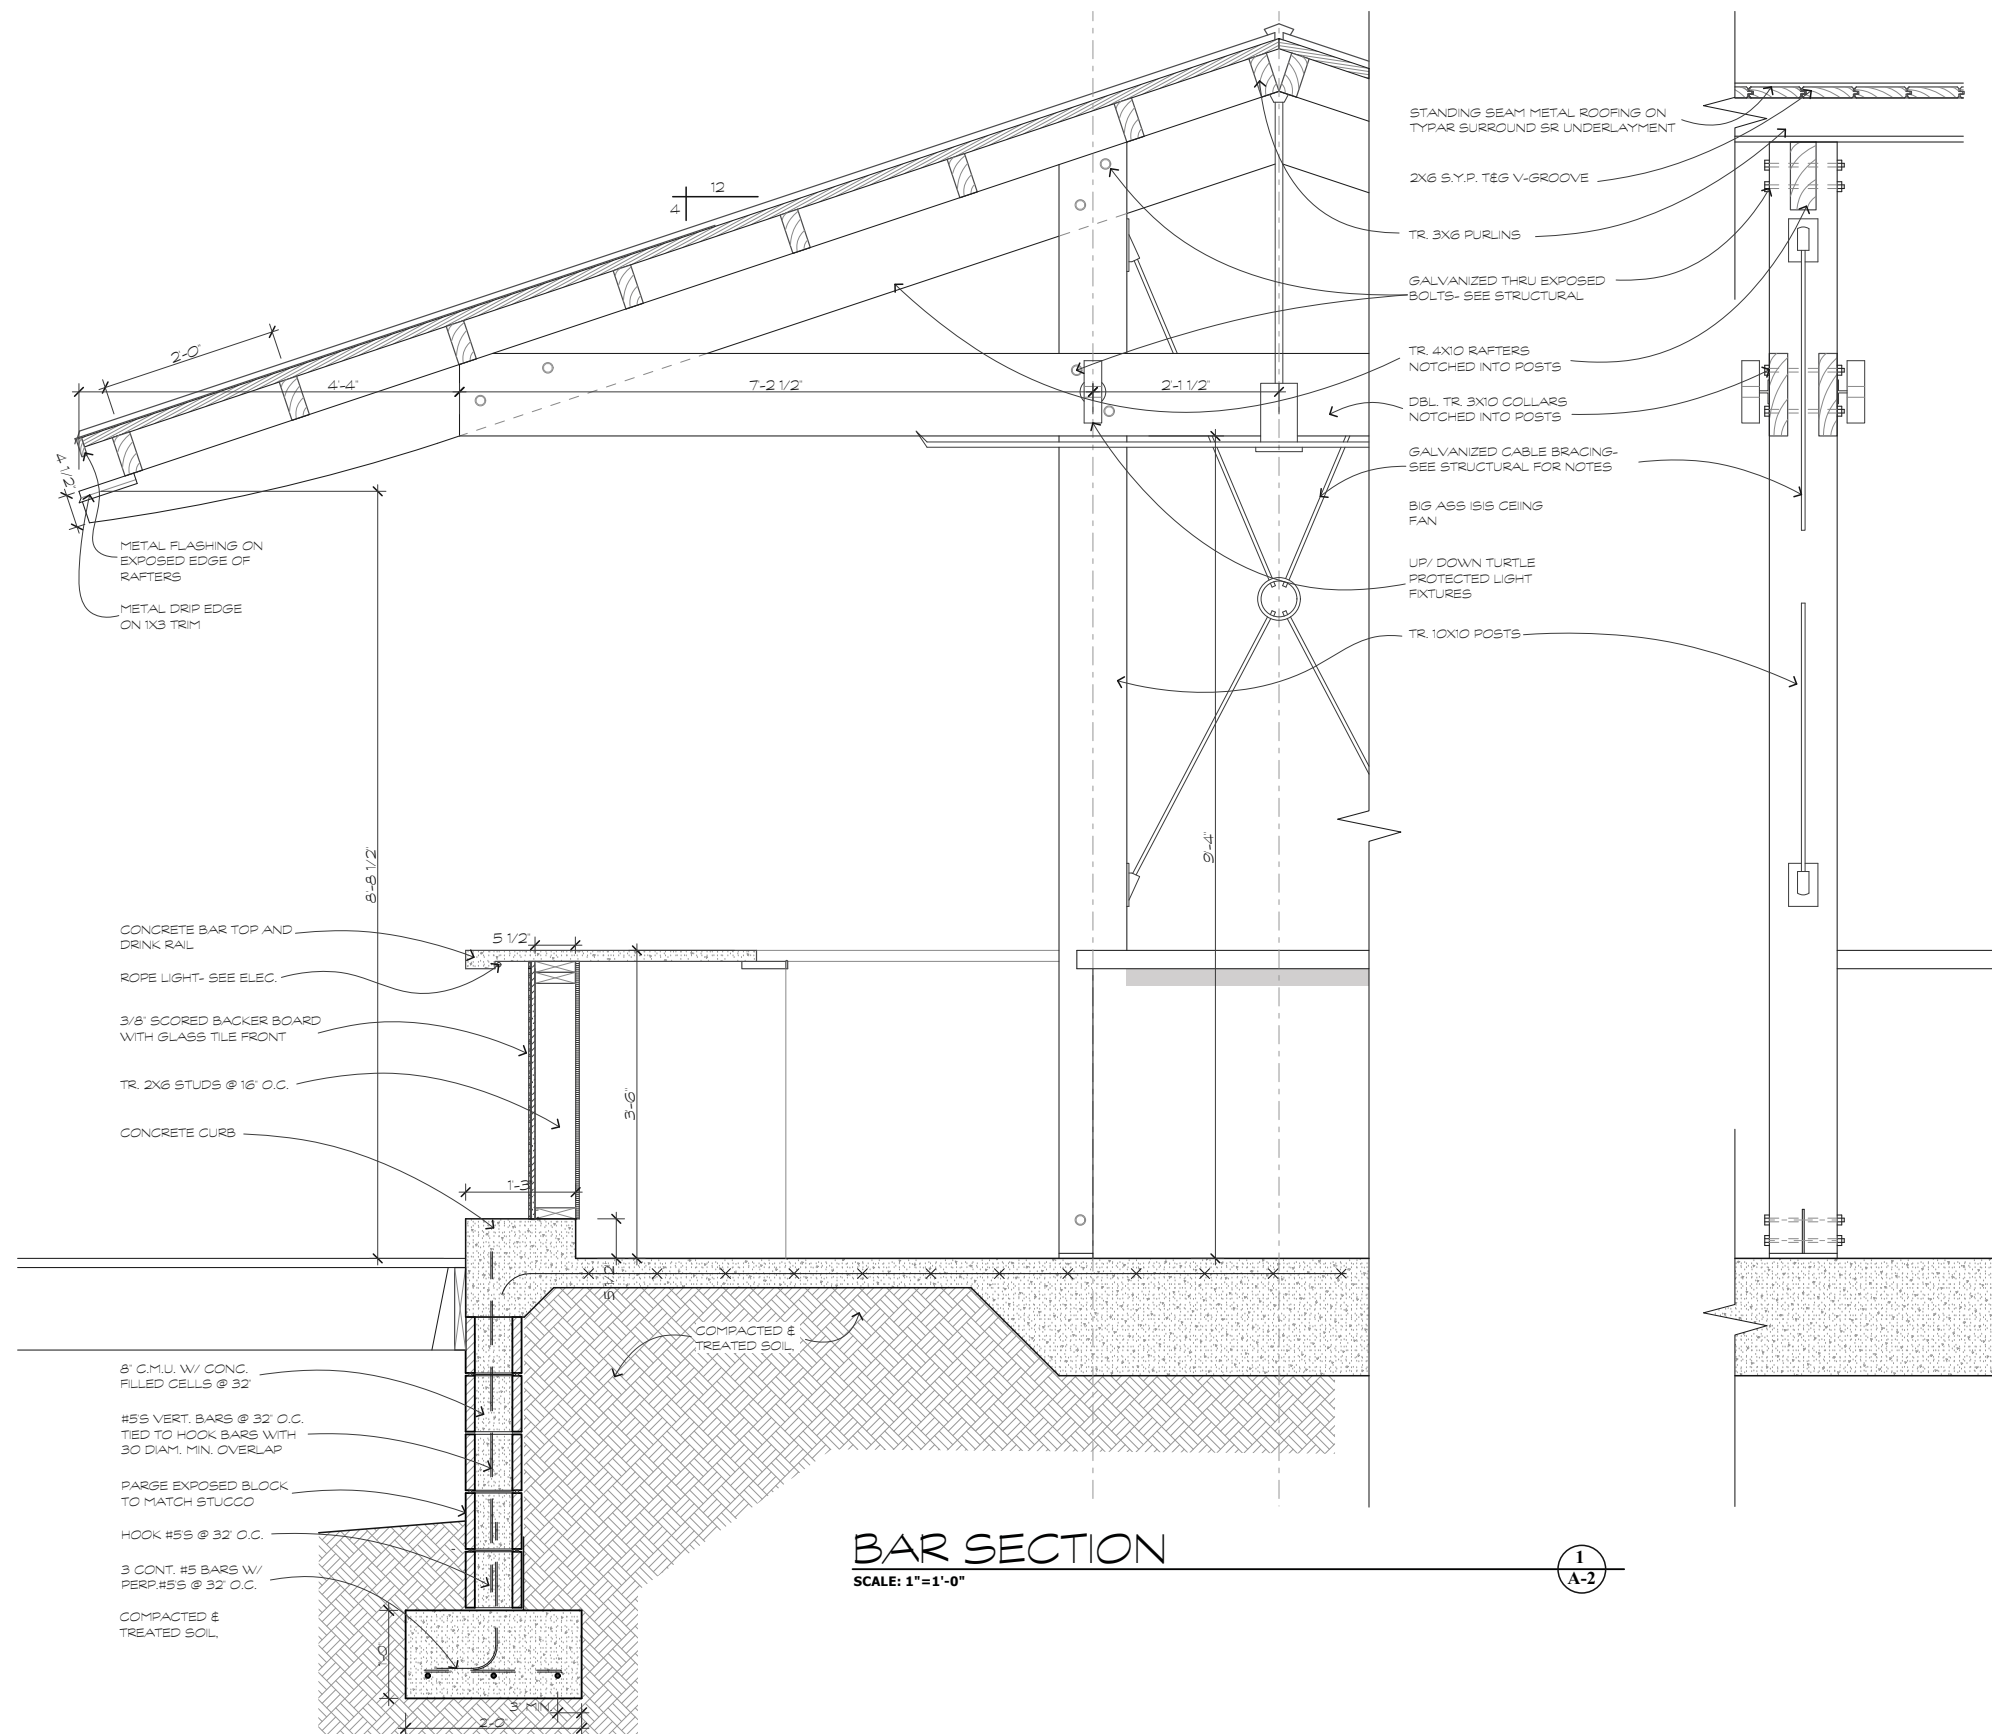 12
4
2'-0"
4'-4"
7-2 1/2"
2'-1 1/2"
4 1/2"
8'-8 1/2"
9'-4"
METAL FLASHING ON
EXPOSED EDGE OF
RAFTERS
METAL DRIP EDGE
ON 1X3 TRIM
STANDING SEAM METAL ROOFING ON
TYPAR SURROUND SR UNDERLAYMENT
2X6 S.Y.P. T&G V-GROOVE
TR. 3X6 PURLINS
GALVANIZED THRU EXPOSED
BOLTS- SEE STRUCTURAL
TR. 4X10 RAFTERS
NOTCHED INTO POSTS
DBL. TR. 3X10 COLLARS
NOTCHED INTO POSTS
GALVANIZED CABLE BRACING-
SEE STRUCTURAL FOR NOTES
BIG ASS ISIS CEIING
FAN
UP/ DOWN TURTLE
PROTECTED LIGHT
FIXTURES
TR. 10X10 POSTS
CONCRETE BAR TOP AND
DRINK RAIL
ROPE LIGHT- SEE ELEC.
3/8" SCORED BACKER BOARD
WITH GLASS TILE FRONT
TR. 2X6 STUDS @ 16" O.C.
CONCRETE CURB
5 1/2"
3'-6"
1'-3"
5 1/2"
COMPACTED &
TREATED SOIL,
8" C.M.U. W/ CONC.
FILLED CELLS @ 32"
#5'S VERT. BARS @ 32" O.C.
TIED TO HOOK BARS WITH
30 DIAM. MIN. OVERLAP
PARGE EXPOSED BLOCK
TO MATCH STUCCO
HOOK #5'S @ 32" O.C.
3 CONT. #5 BARS W/
PERP.#5'S @ 32" O.C.
COMPACTED &
TREATED SOIL,
3" MIN.
2'-0"
BAR SECTION
SCALE: 1"=1'-0"
1
A-2